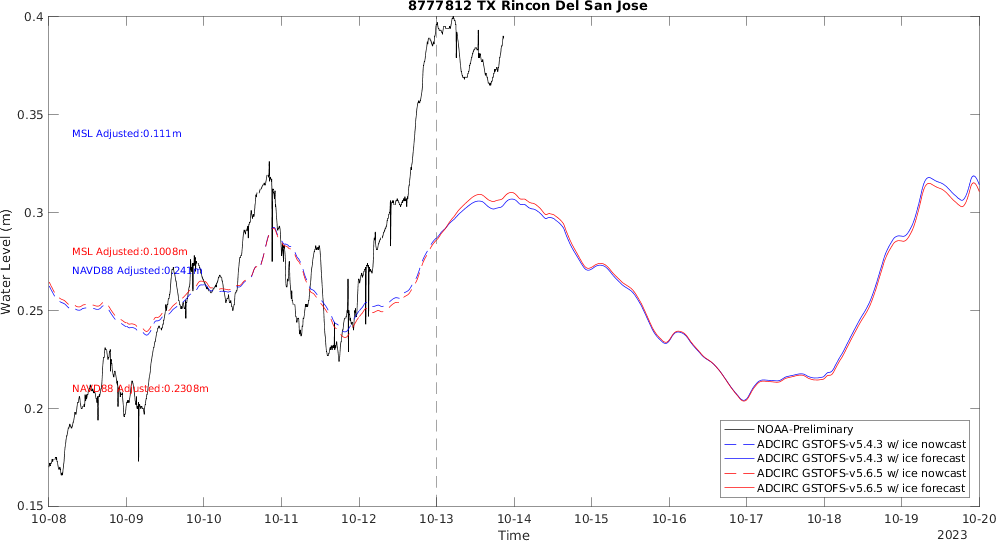 8777812 TX Rincon Del San Jose
0.4
0.35
0.3
0.25
0.2
0.15
Water Level (m)
MSL Adjusted:0.111m
MSL Adjusted:0.1008m
NAVD88 Adjusted:0.241m
NAVD88 Adjusted:0.2308m
NOAA-Preliminary
ADCIRC GSTOFS-v5.4.3 w/ ice nowcast
ADCIRC GSTOFS-v5.4.3 w/ ice forecast
ADCIRC GSTOFS-v5.6.5 w/ ice nowcast
ADCIRC GSTOFS-v5.6.5 w/ ice forecast
10-08 10-09 10-10 10-11 10-12 10-13 10-14 10-15 10-16 10-17 10-18 10-19 10-20
Time
2023